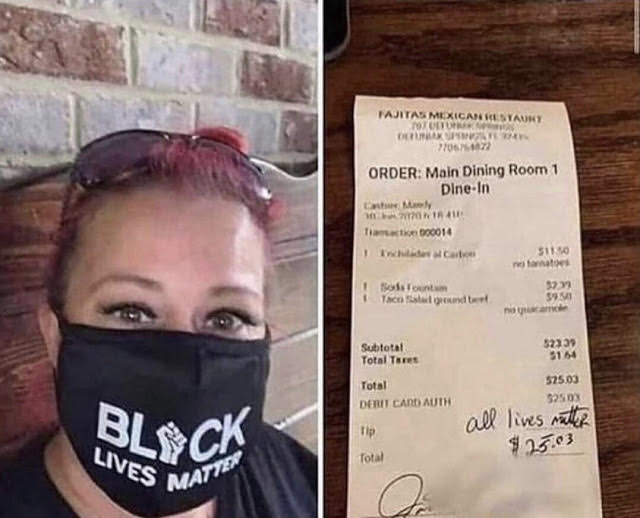 BLACK
LIVES MATTER
FAJITAS MEXICAN RESTAURT
ORDER: Main Dining Room 1
Dine-In
Cashier: Mandy
Transaction 000014
1 Enchiladas al Carbon $11.50
no tomatoes
1 Soda Fountain $2.39
1 Taco Salad ground beef $9.50
no guacamole
Subtotal $23.39
Total Taxes $1.64
Total $25.03
DEBIT CARD AUTH $25.03
Tip all lives matter
Total $25.03